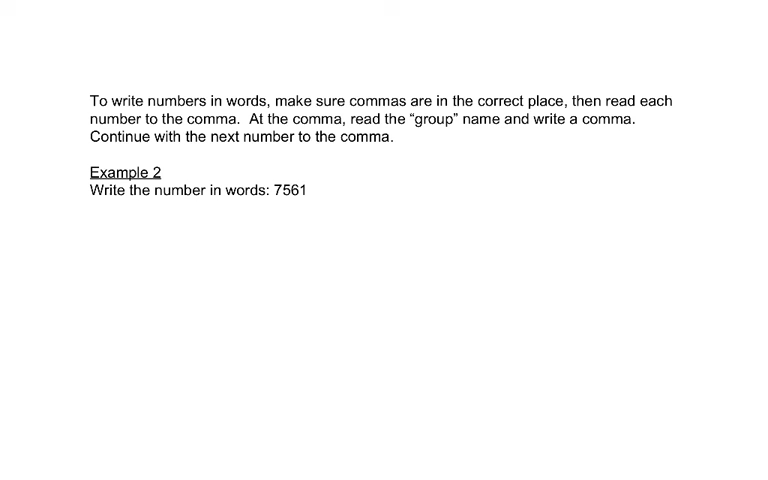 To write numbers in words, make sure commas are in the correct place, then read each
number to the comma.  At the comma, read the “group” name and write a comma.
Continue with the next number to the comma.
Example 2
Write the number in words: 7561